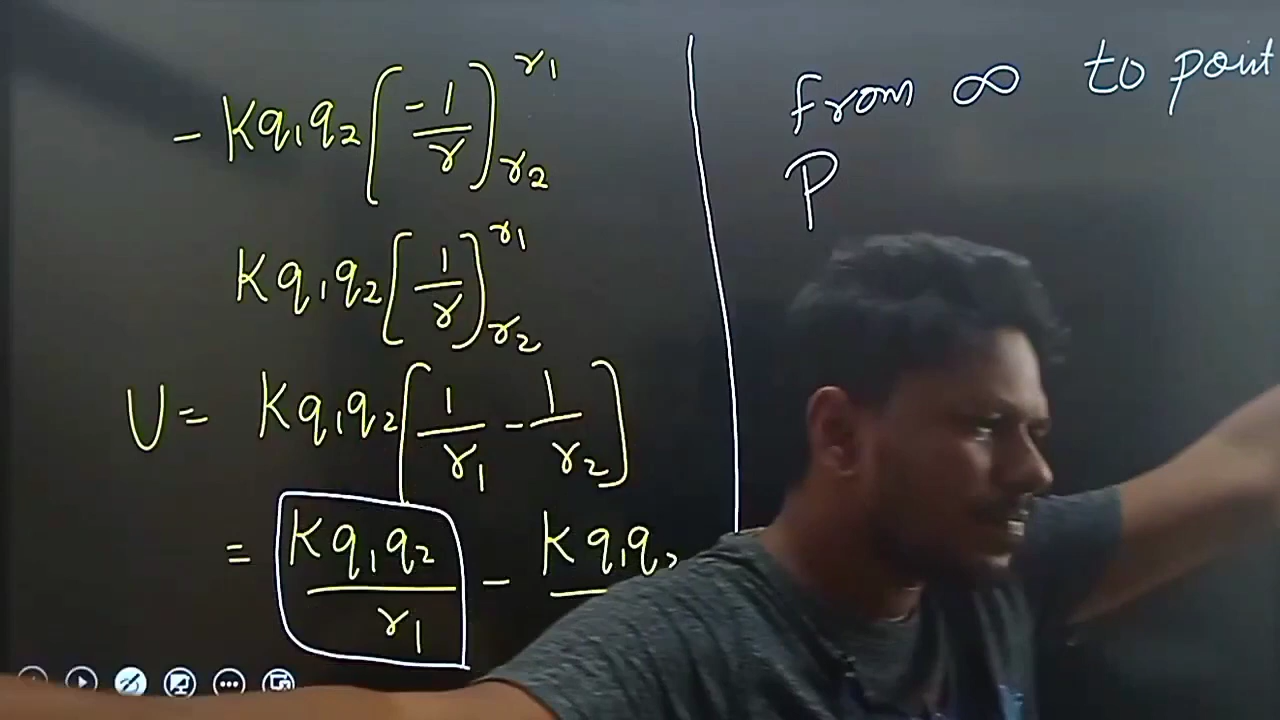 - Kq₁q₂ [-1/r]r₁ r₂
Kq₁q₂ [1/r]r₁ r₂
U = Kq₁q₂ [1/r₁ - 1/r₂]
= Kq₁q₂/r₁ - Kq₁q₂
from ∞ to point
P